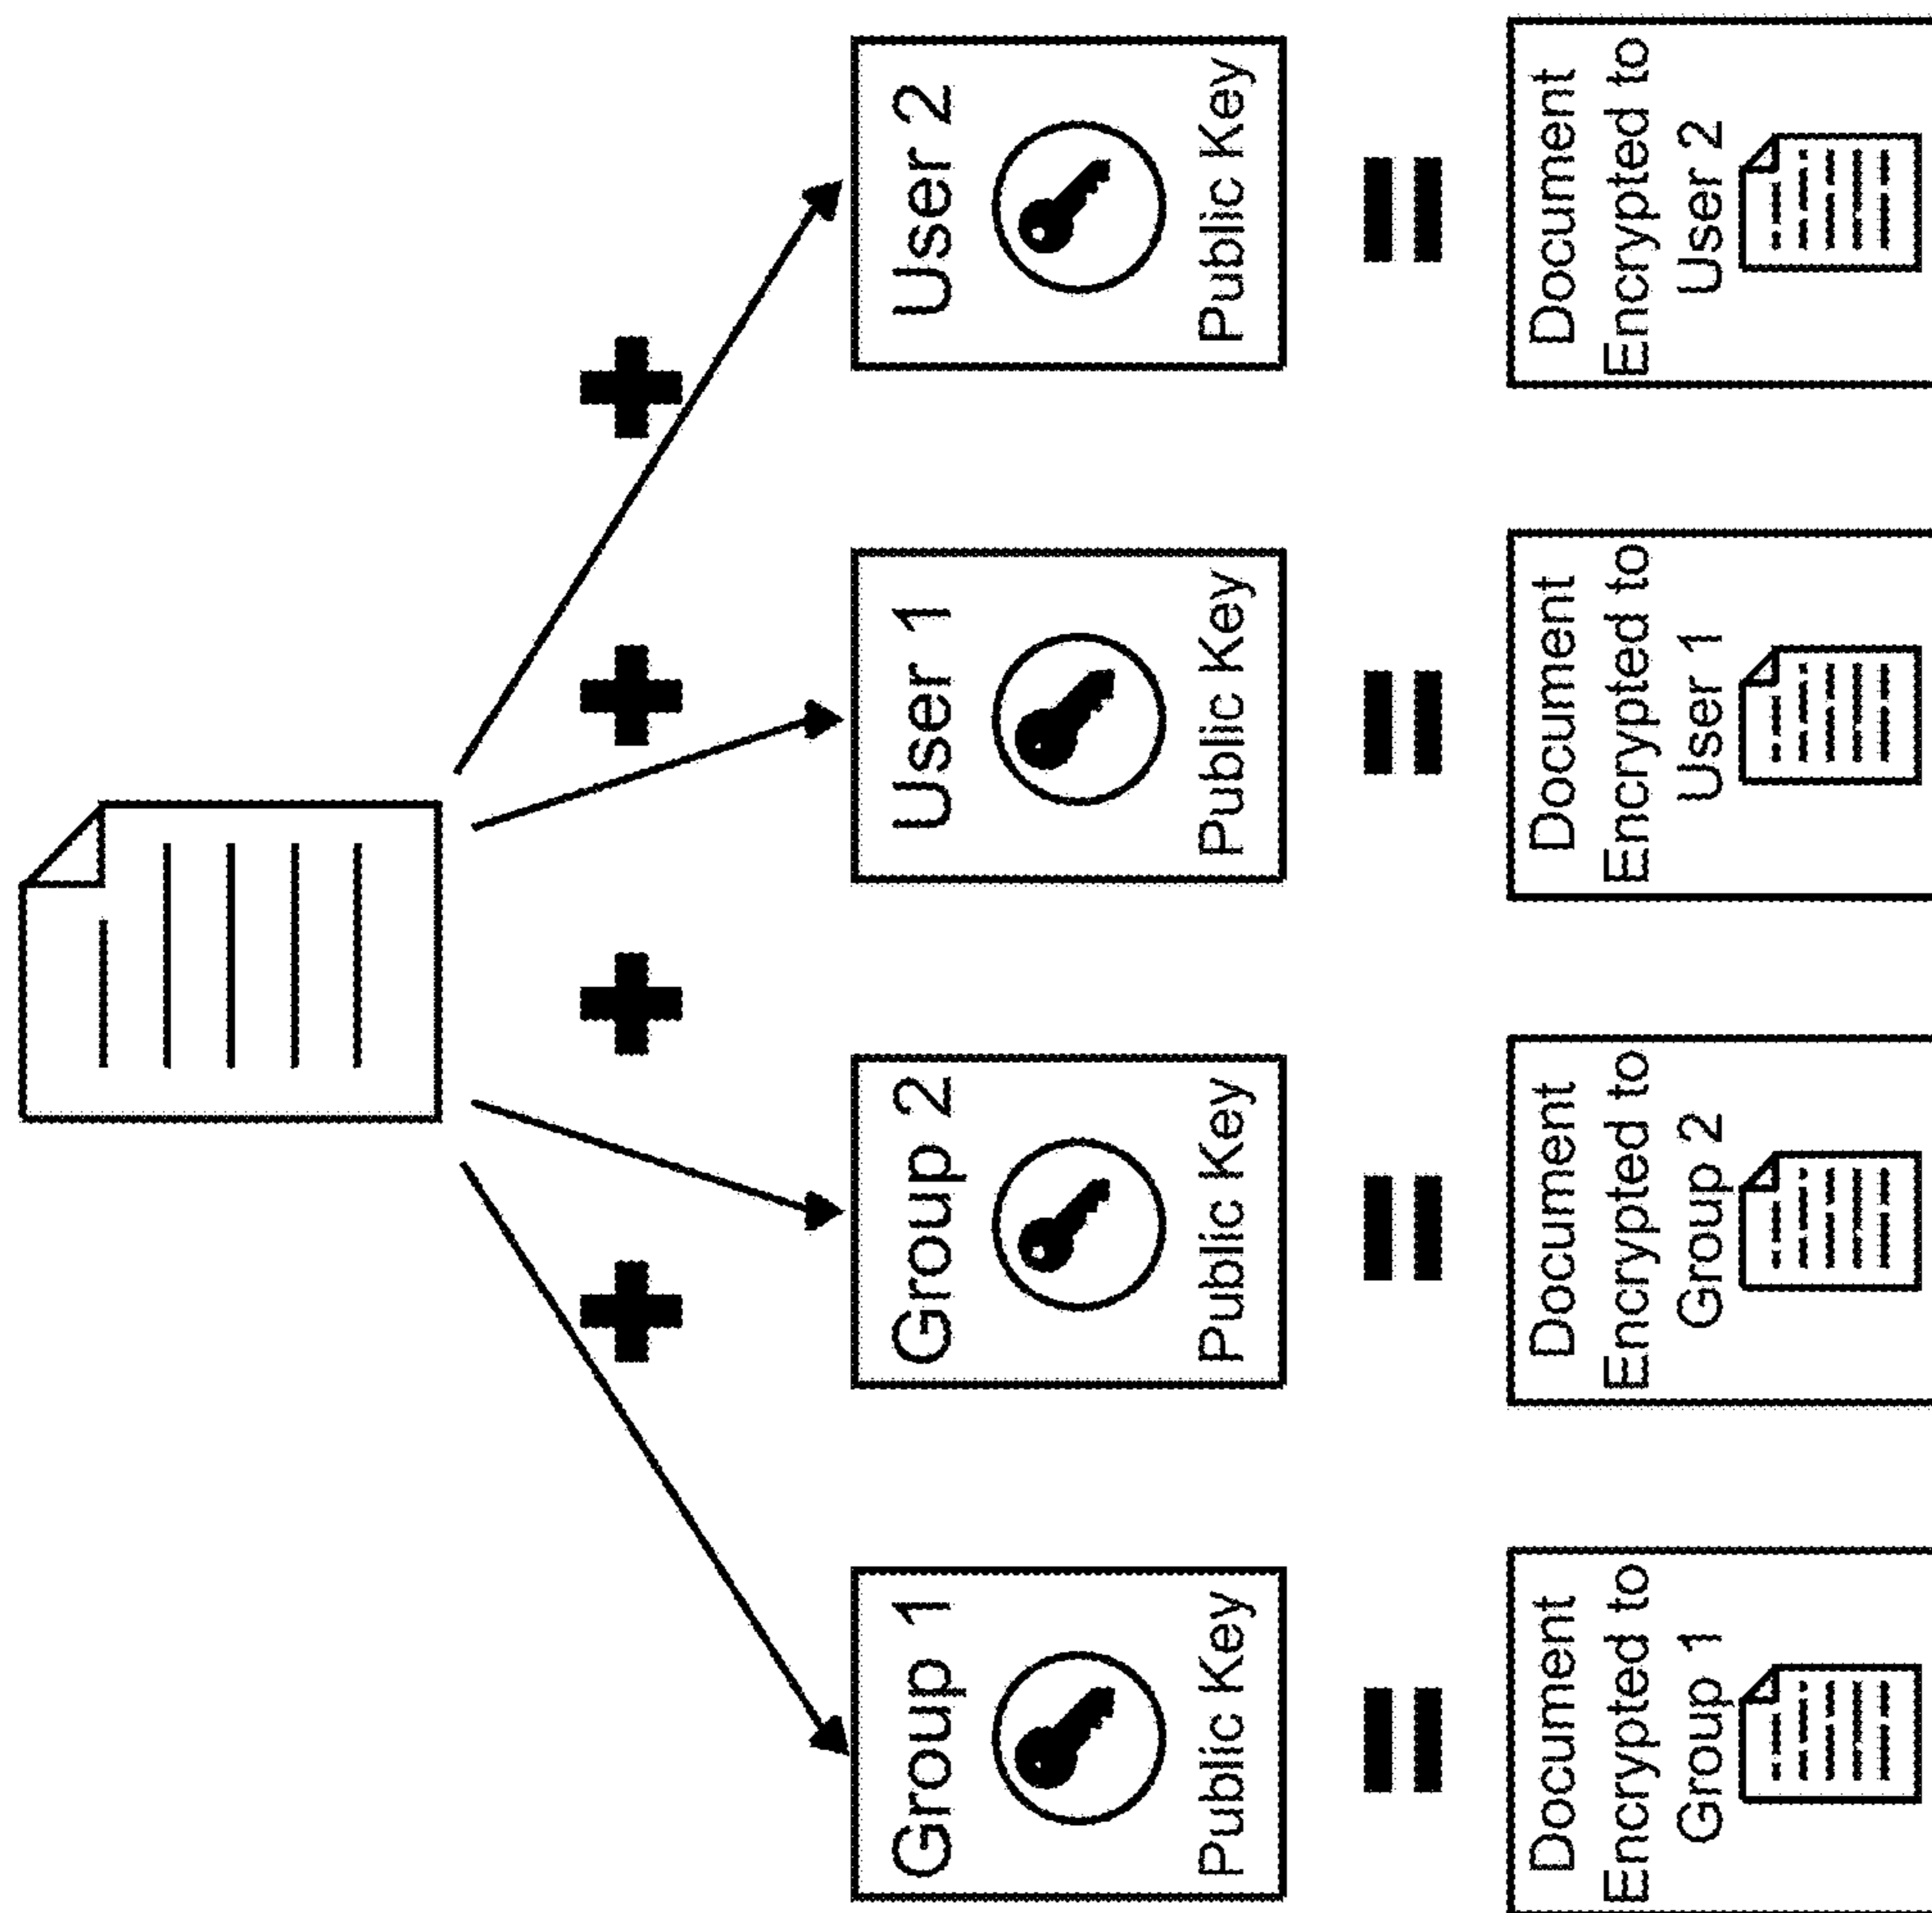 Group 1
Public Key
Group 2
Public Key
User 1
Public Key
User 2
Public Key
Document
Encrypted to
Group 1
Document
Encrypted to
Group 2
Document
Encrypted to
User 1
Document
Encrypted to
User 2